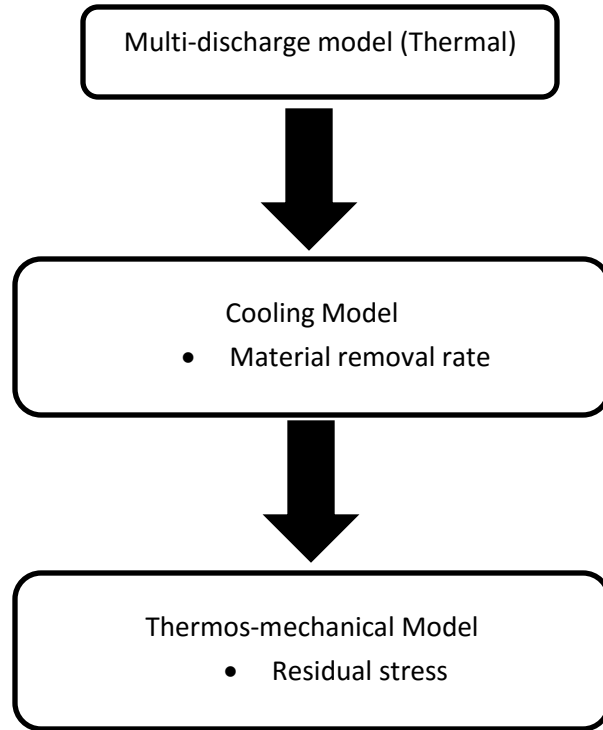 Multi-discharge model (Thermal)
Cooling Model
• Material removal rate
Thermos-mechanical Model
• Residual stress